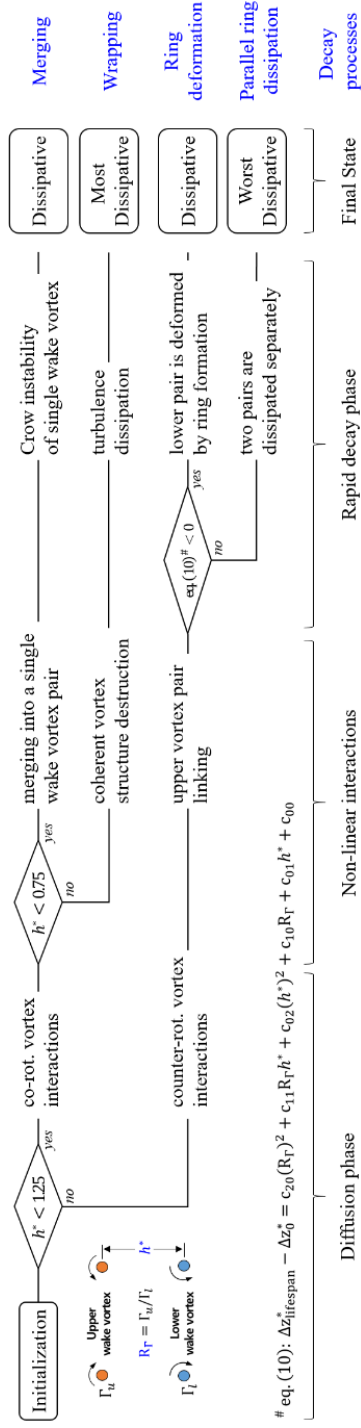 Initialization
h* < 1.25
yes
no
co-rot. vortex
interactions
h* < 0.75
yes
no
merging into a single
wake vortex pair
Crow instability
of single wake vortex
Dissipative
Merging
coherent vortex
structure destruction
turbulence
dissipation
Most
Dissipative
Wrapping
counter-rot. vortex
interactions
upper vortex pair
linking
eq.(10)# < 0
yes
no
lower pair is deformed
by ring formation
Dissipative
Ring
deformation
two pairs are
dissipated separately
Worst
Dissipative
Parallel ring
dissipation
Γu
Upper
wake vortex
RΓ = Γu/Γl
h*
Γl
Lower
wake vortex
# eq. (10): Δz*lifespan − Δz*0 = c20(RΓ)² + c11RΓh* + c02(h*)² + c10RΓ + c01h* + c00
Diffusion phase
Non-linear interactions
Rapid decay phase
Final State
Decay
processes